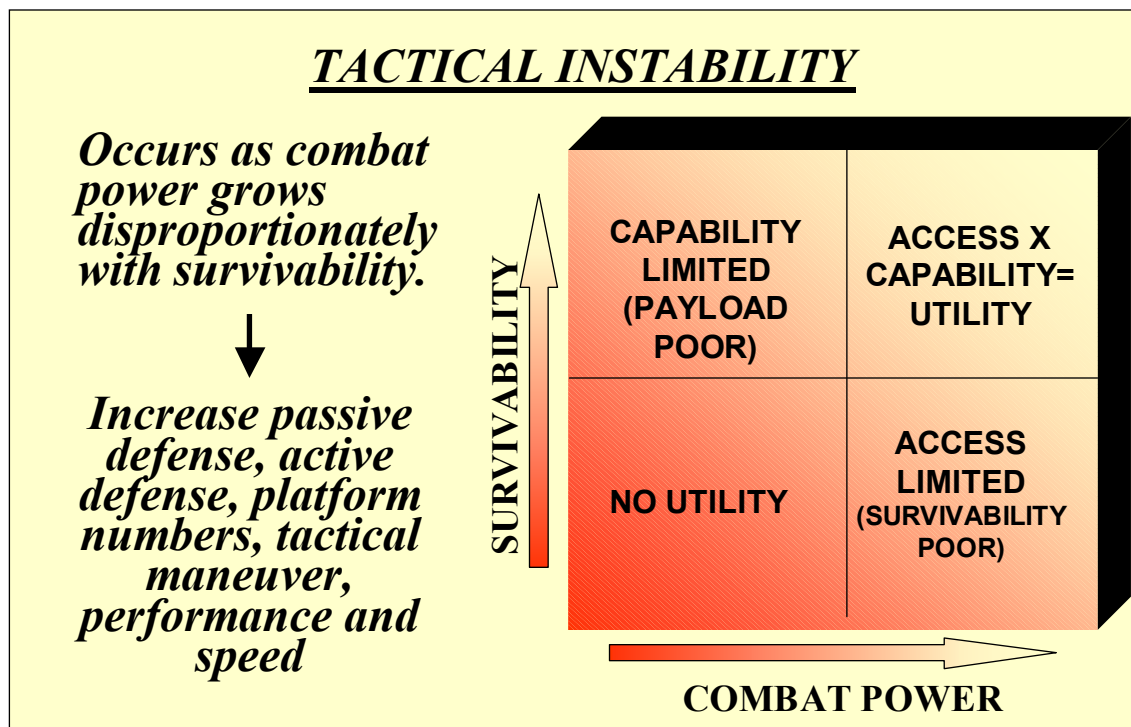 TACTICAL INSTABILITY
Occurs as combat
power grows
disproportionately
with survivability.
Increase passive
defense, active
defense, platform
numbers, tactical
maneuver,
performance and
speed
SURVIVABILITY
CAPABILITY
LIMITED
(PAYLOAD
POOR)
ACCESS X
CAPABILITY=
UTILITY
NO UTILITY
ACCESS
LIMITED
(SURVIVABILITY
POOR)
COMBAT POWER